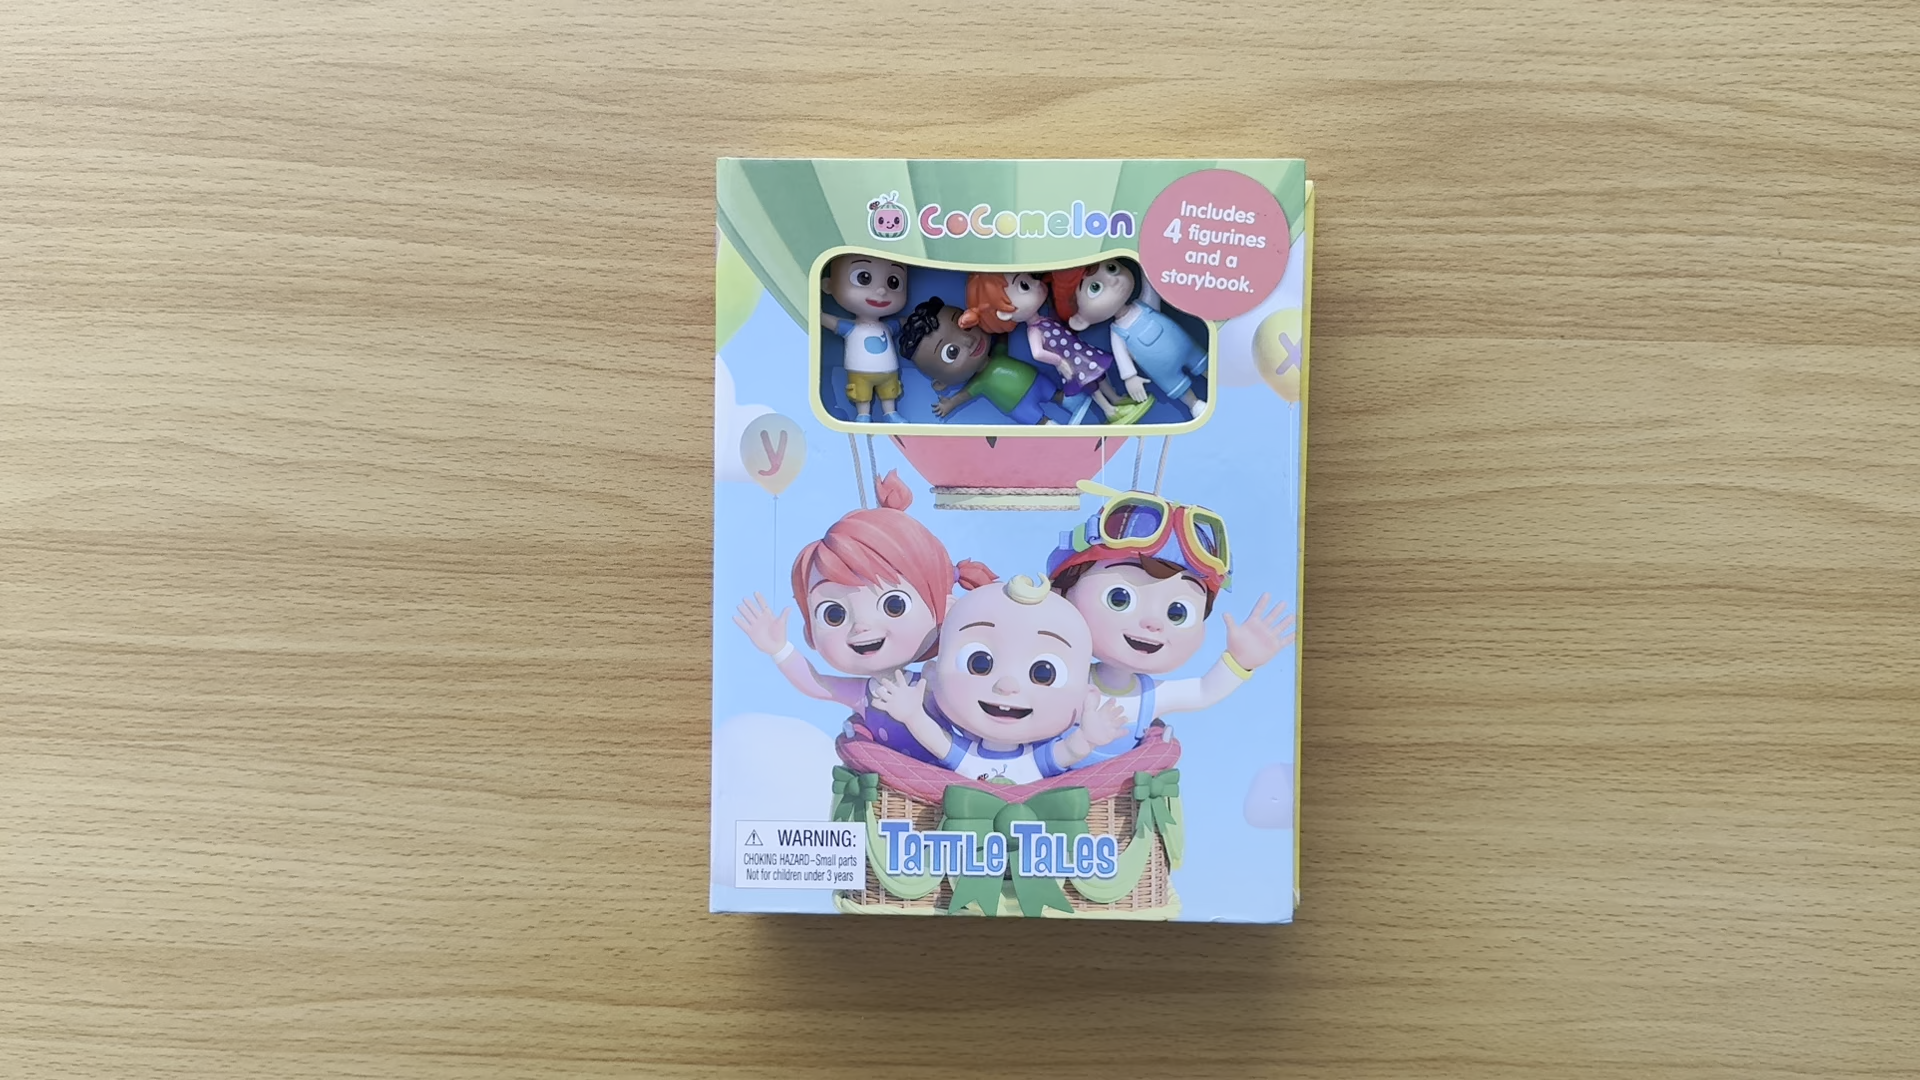 CoComelon
Includes
4 figurines
and a
storybook.
x
y
WARNING:
CHOKING HAZARD–Small parts
Not for children under 3 years
Tattle Tales